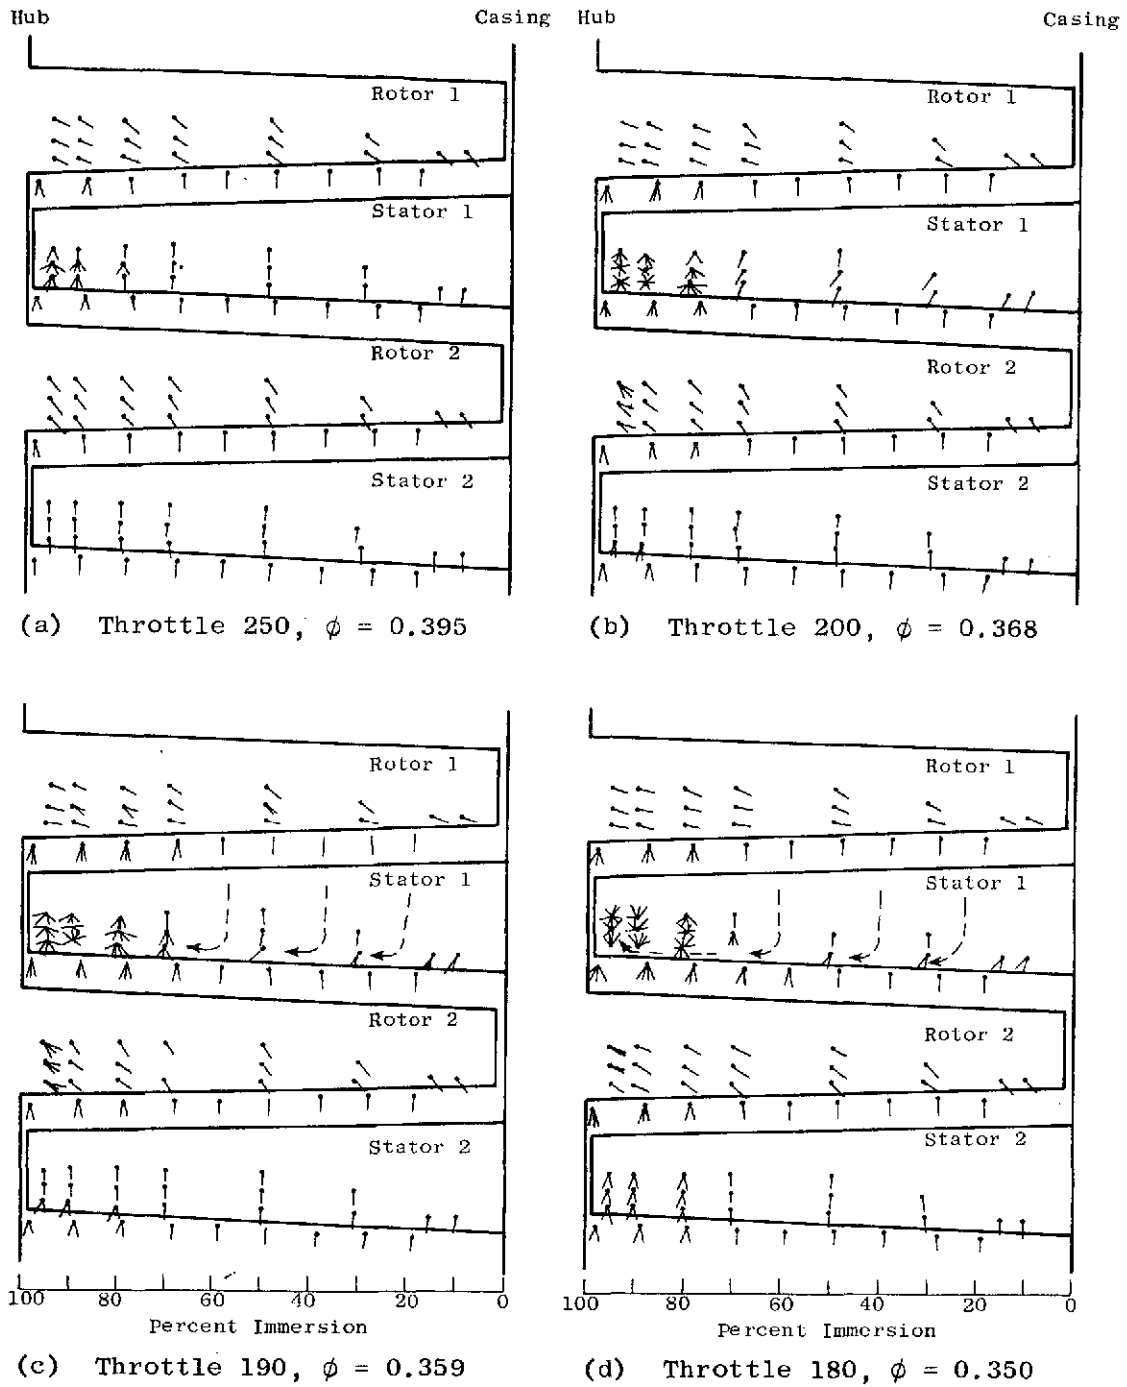 Hub Casing Hub Casing
Rotor 1 Rotor 1
Stator 1 Stator 1
Rotor 2 Rotor 2
Stator 2 Stator 2
(a) Throttle 250, ϕ = 0.395 (b) Throttle 200, ϕ = 0.368
Rotor 1 Rotor 1
Stator 1 Stator 1
Rotor 2 Rotor 2
Stator 2 Stator 2
100 80 60 40 20 0 100 80 60 40 20 0
Percent Immersion Percent Immersion
(c) Throttle 190, ϕ = 0.359 (d) Throttle 180, ϕ = 0.350